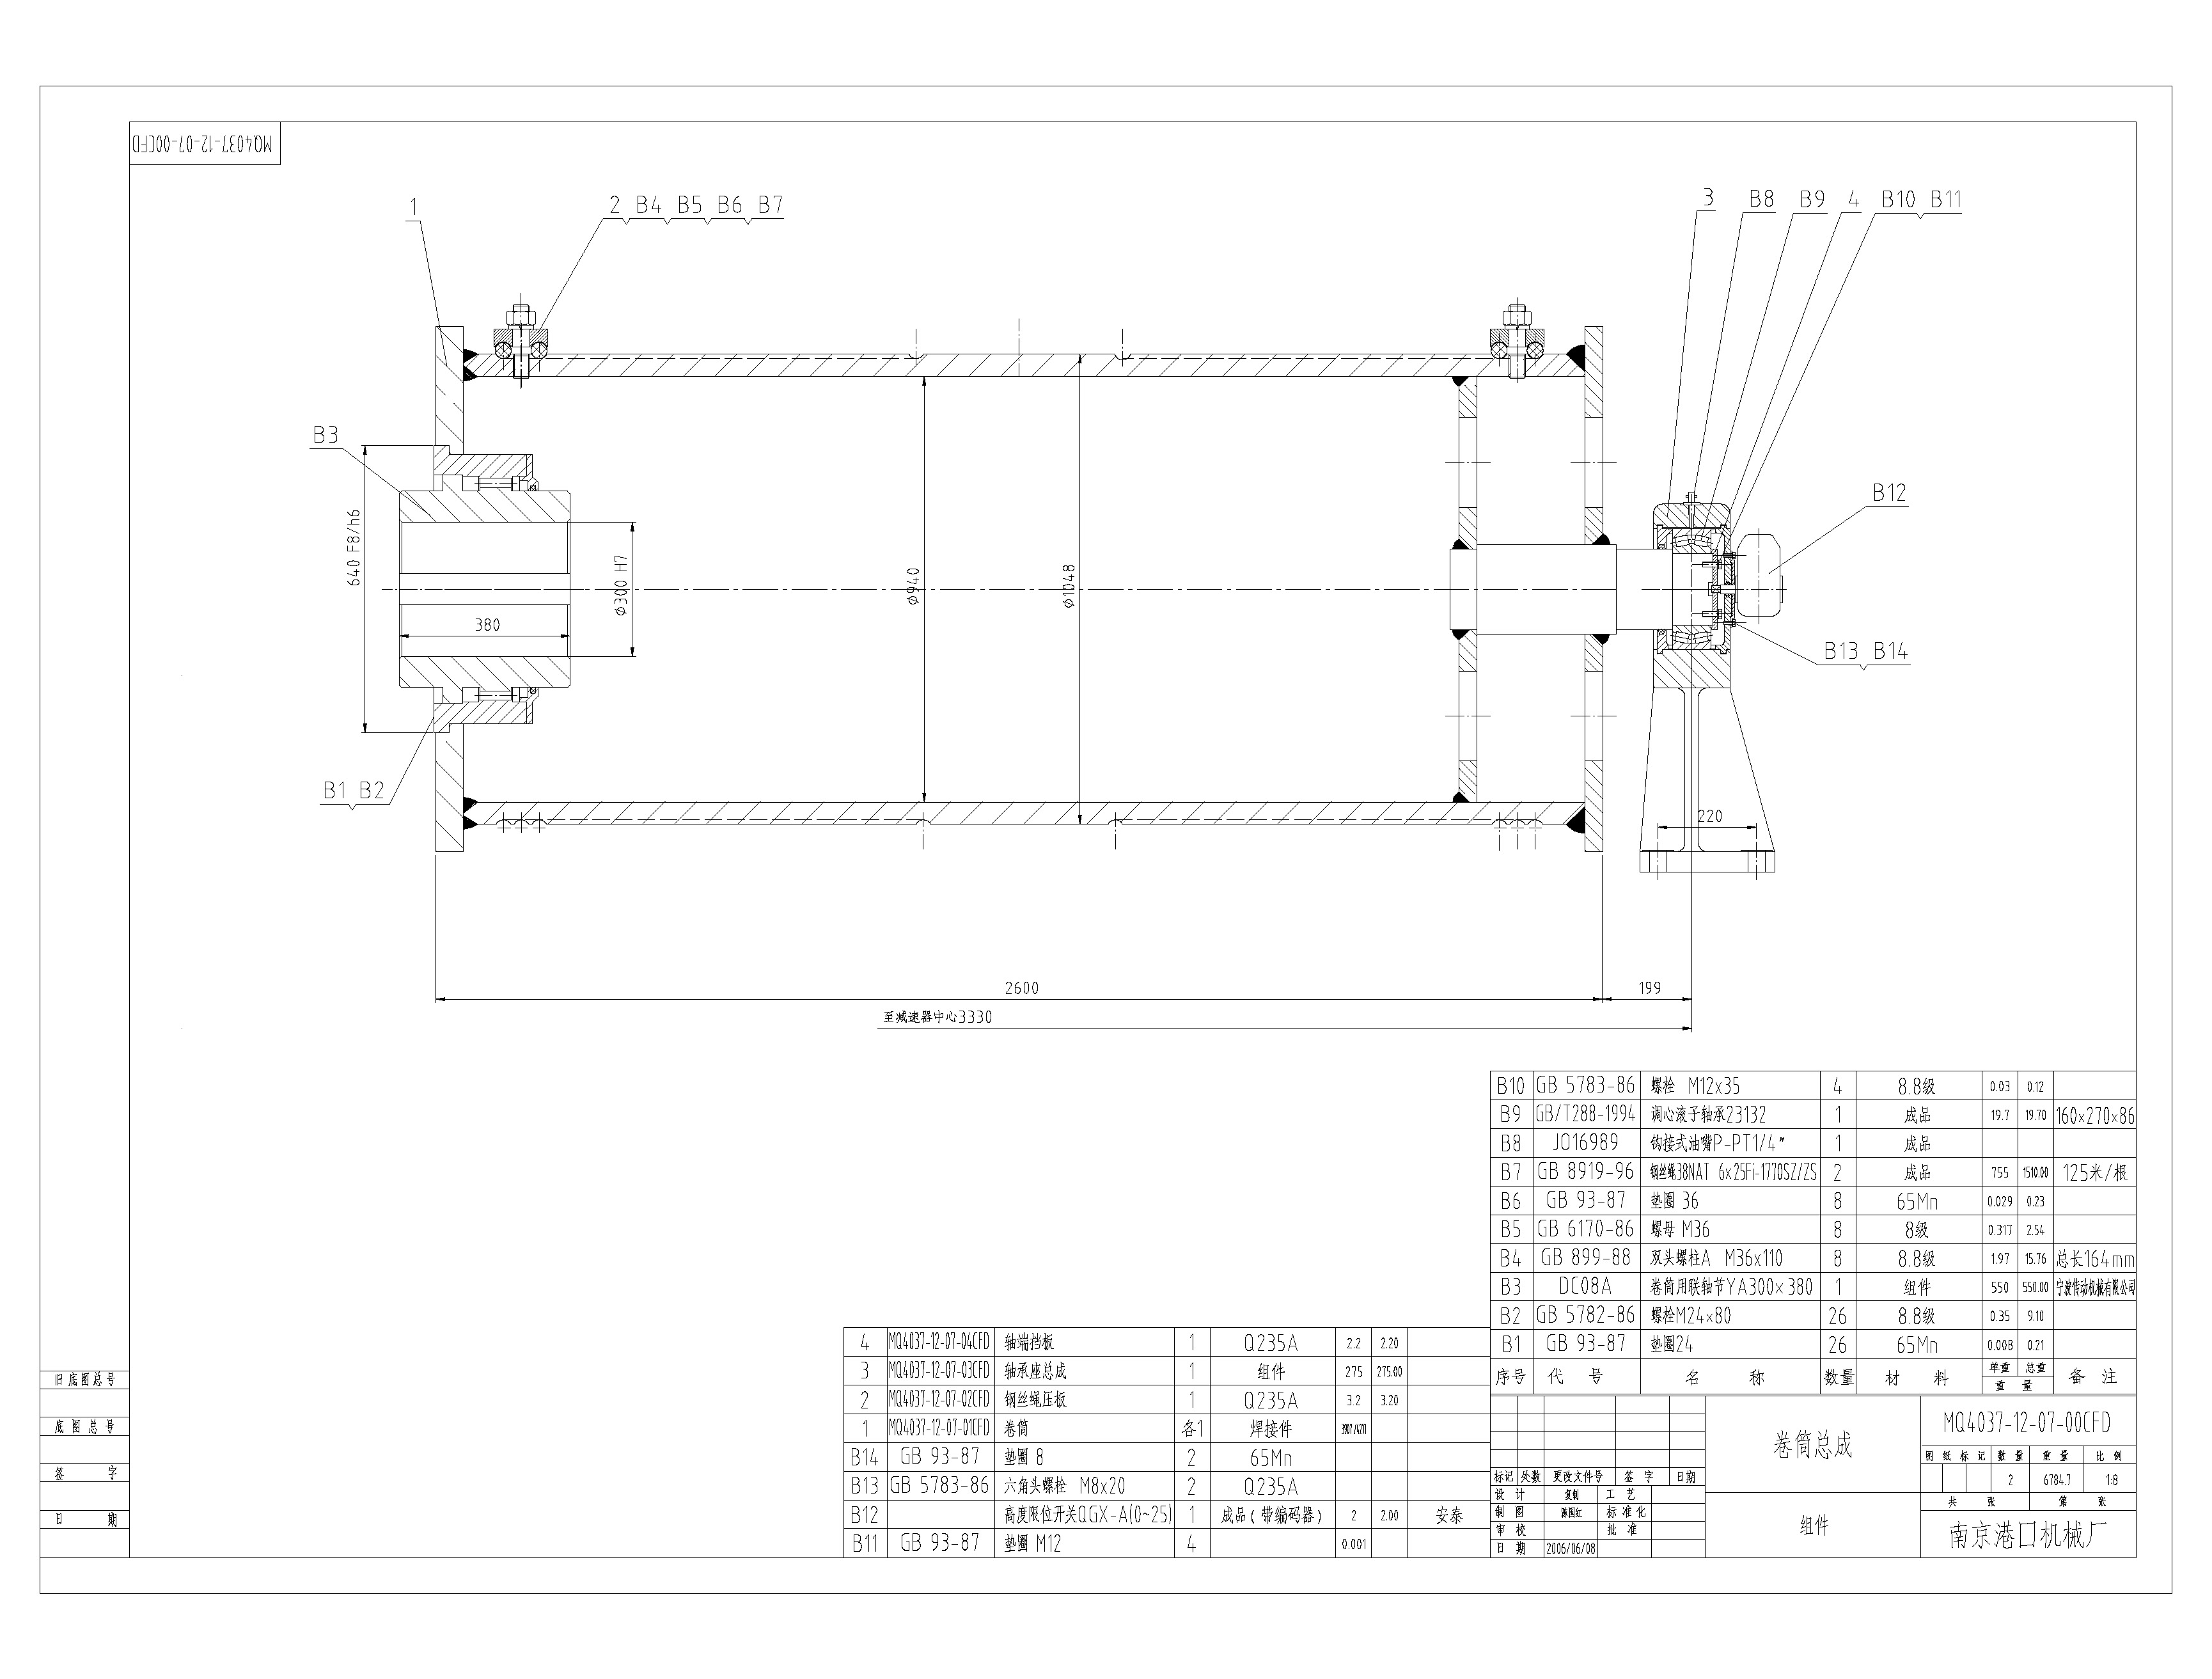 MQ4037-12-07-00CFD
1
2 B4 B5 B6 B7
3 B8 B9 4 B10 B11
B3
B12
640 F8/h6
Φ300 H7
Φ940
Φ1048
380
B13 B14
B1 B2
220
2600 199
至减速器中心3330
B10 GB 5783-86 螺栓 M12x35 4 8.8级 0.03 0.12
B9 GB/T288-1994 调心滚子轴承23132 1 成品 19.7 19.70 160×270×86
B8 JO16989 钩接式油嘴P-PT1/4″ 1 成品
B7 GB 8919-96 钢丝绳38NAT 6x25Fi-1770SZ/ZS 2 成品 755 1510.00 125米/根
B6 GB 93-87 垫圈 36 8 65Mn 0.029 0.23
B5 GB 6170-86 螺母 M36 8 8级 0.317 2.54
B4 GB 899-88 双头螺柱A M36x110 8 8.8级 1.97 15.76 总长164mm
B3 DC08A 卷筒用联轴节YA300×380 1 组件 550 550.00 宁波传动机械有限公司
B2 GB 5782-86 螺栓M24×80 26 8.8级 0.35 9.10
B1 GB 93-87 垫圈24 26 65Mn 0.008 0.21
序号 代 号 名 称 数量 材 料 单重 总重 备 注
重 量
4 MQ4037-12-07-04CFD 轴端挡板 1 Q235A 2.2 2.20
3 MQ4037-12-07-03CFD 轴承座总成 1 组件 275 275.00
2 MQ4037-12-07-02CFD 钢丝绳压板 1 Q235A 3.2 3.20
1 MQ4037-12-07-01CFD 卷筒 各1 焊接件
B14 GB 93-87 垫圈 8 2 65Mn
B13 GB 5783-86 六角头螺栓 M8x20 2 Q235A
B12 高度限位开关QGX-A(0~25) 1 成品(带编码器) 2 2.00 安泰
B11 GB 93-87 垫圈 M12 4 0.001
标记 处数 更改文件号 签 字 日期
设 计 复制 工 艺
制 图 标准化
审 校 批 准
日 期 2006/06/08
卷筒总成
组件
MQ4037-12-07-00CFD
图 纸 标 记 数 量 重 量 比 例
2 6784.7 1:8
共 张 第 张
南京港口机械厂
旧底图总号
底图总号
签 字
日 期